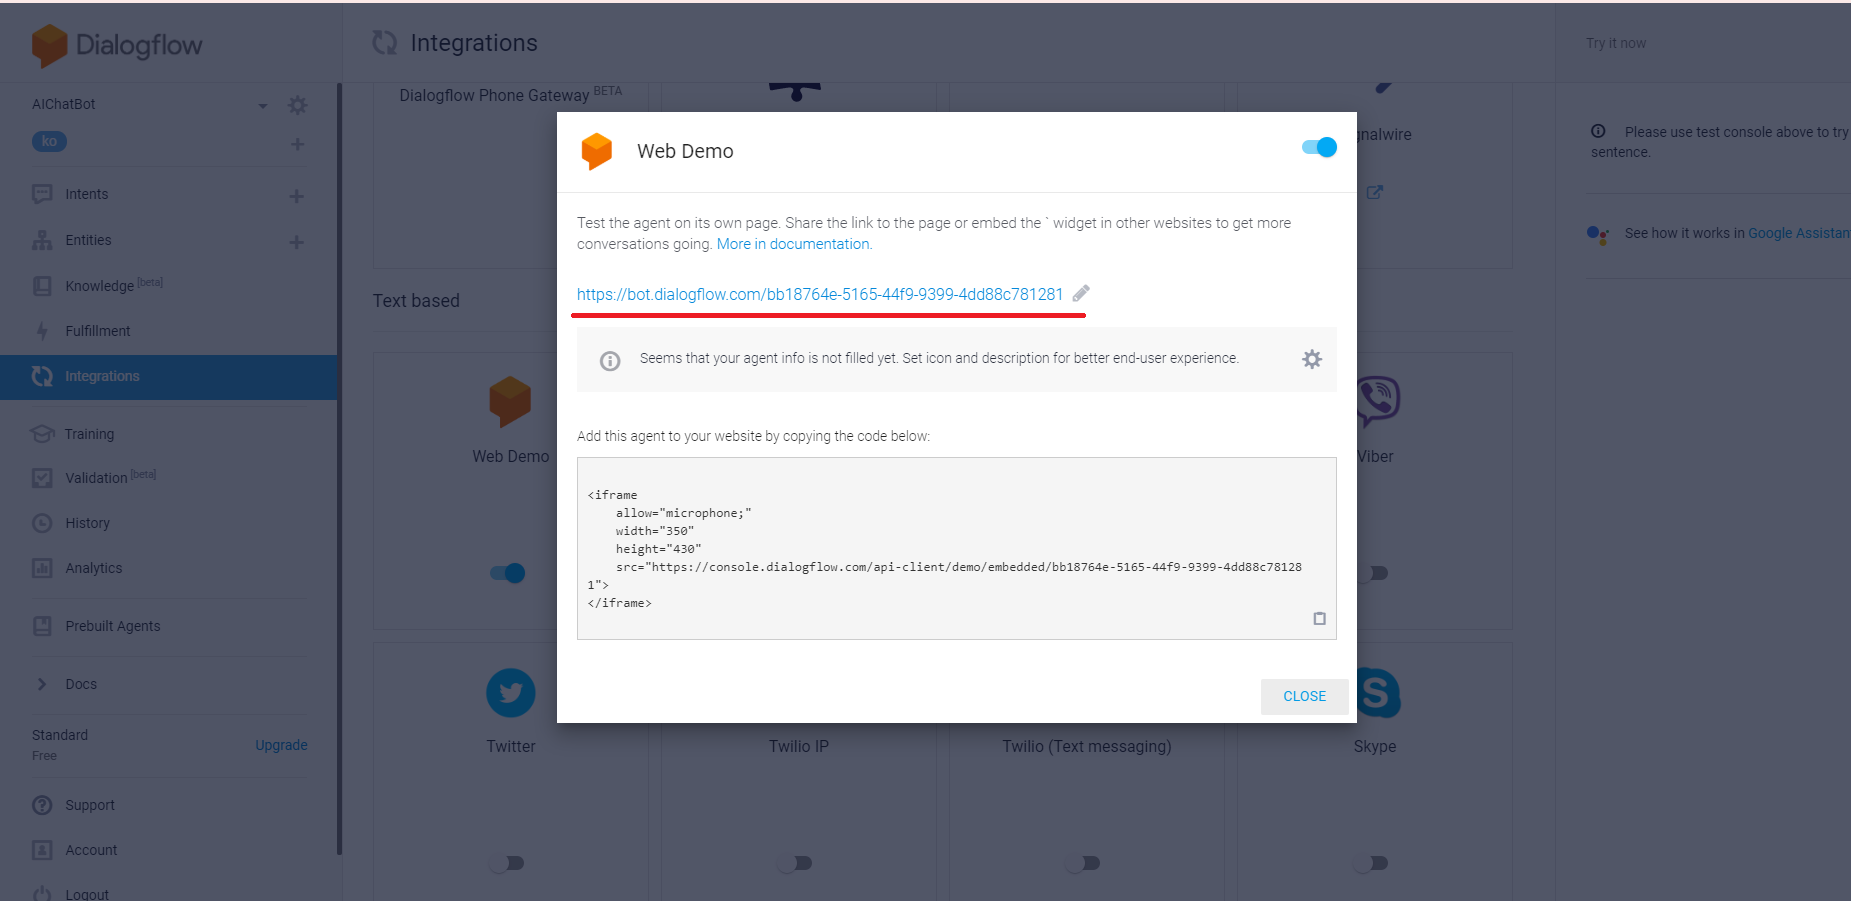 Dialogflow
AIChatBot
ko
Intents
Entities
Knowledge [beta]
Fulfillment
Integrations
Training
Validation [beta]
History
Analytics
Prebuilt Agents
Docs
Standard
Free
Upgrade
Support
Account
Logout
Integrations
Dialogflow Phone Gateway BETA
gnalwire
Text based
Web Demo
Viber
Twitter
Twilio IP
Twilio (Text messaging)
Skype
Web Demo
Test the agent on its own page. Share the link to the page or embed the ` widget in other websites to get more
conversations going. More in documentation.
https://bot.dialogflow.com/bb18764e-5165-44f9-9399-4dd88c781281
Seems that your agent info is not filled yet. Set icon and description for better end-user experience.
Add this agent to your website by copying the code below:
<iframe
allow="microphone;"
width="350"
height="430"
src="https://console.dialogflow.com/api-client/demo/embedded/bb18764e-5165-44f9-9399-4dd88c78128
1">
</iframe>
CLOSE
Try it now
Please use test console above to try
sentence.
See how it works in Google Assistan